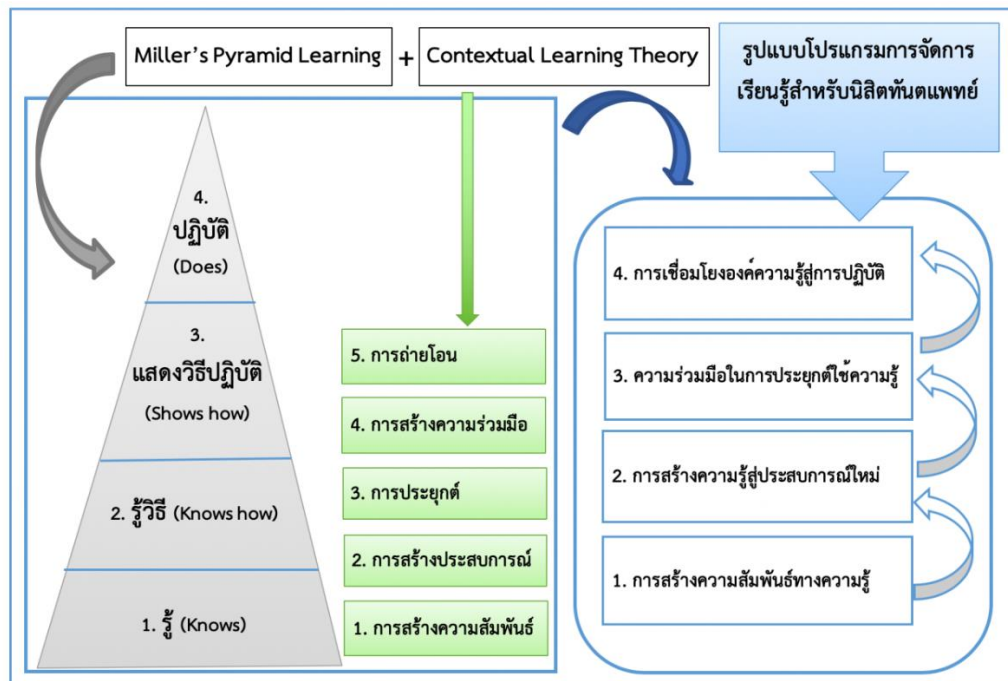 Miller's Pyramid Learning
+
Contextual Learning Theory
รูปแบบโปรแกรมการจัดการ
เรียนรู้สำหรับนิสิตทันตแพทย์
4.
ปฏิบัติ
(Does)
3.
แสดงวิธีปฏิบัติ
(Shows how)
2. รู้วิธี (Knows how)
1. รู้ (Knows)
5. การถ่ายโอน
4. การสร้างความร่วมมือ
3. การประยุกต์
2. การสร้างประสบการณ์
1. การสร้างความสัมพันธ์
4. การเชื่อมโยงองค์ความรู้สู่การปฏิบัติ
3. ความร่วมมือในการประยุกต์ใช้ความรู้
2. การสร้างความรู้สู่ประสบการณ์ใหม่
1. การสร้างความสัมพันธ์ทางความรู้